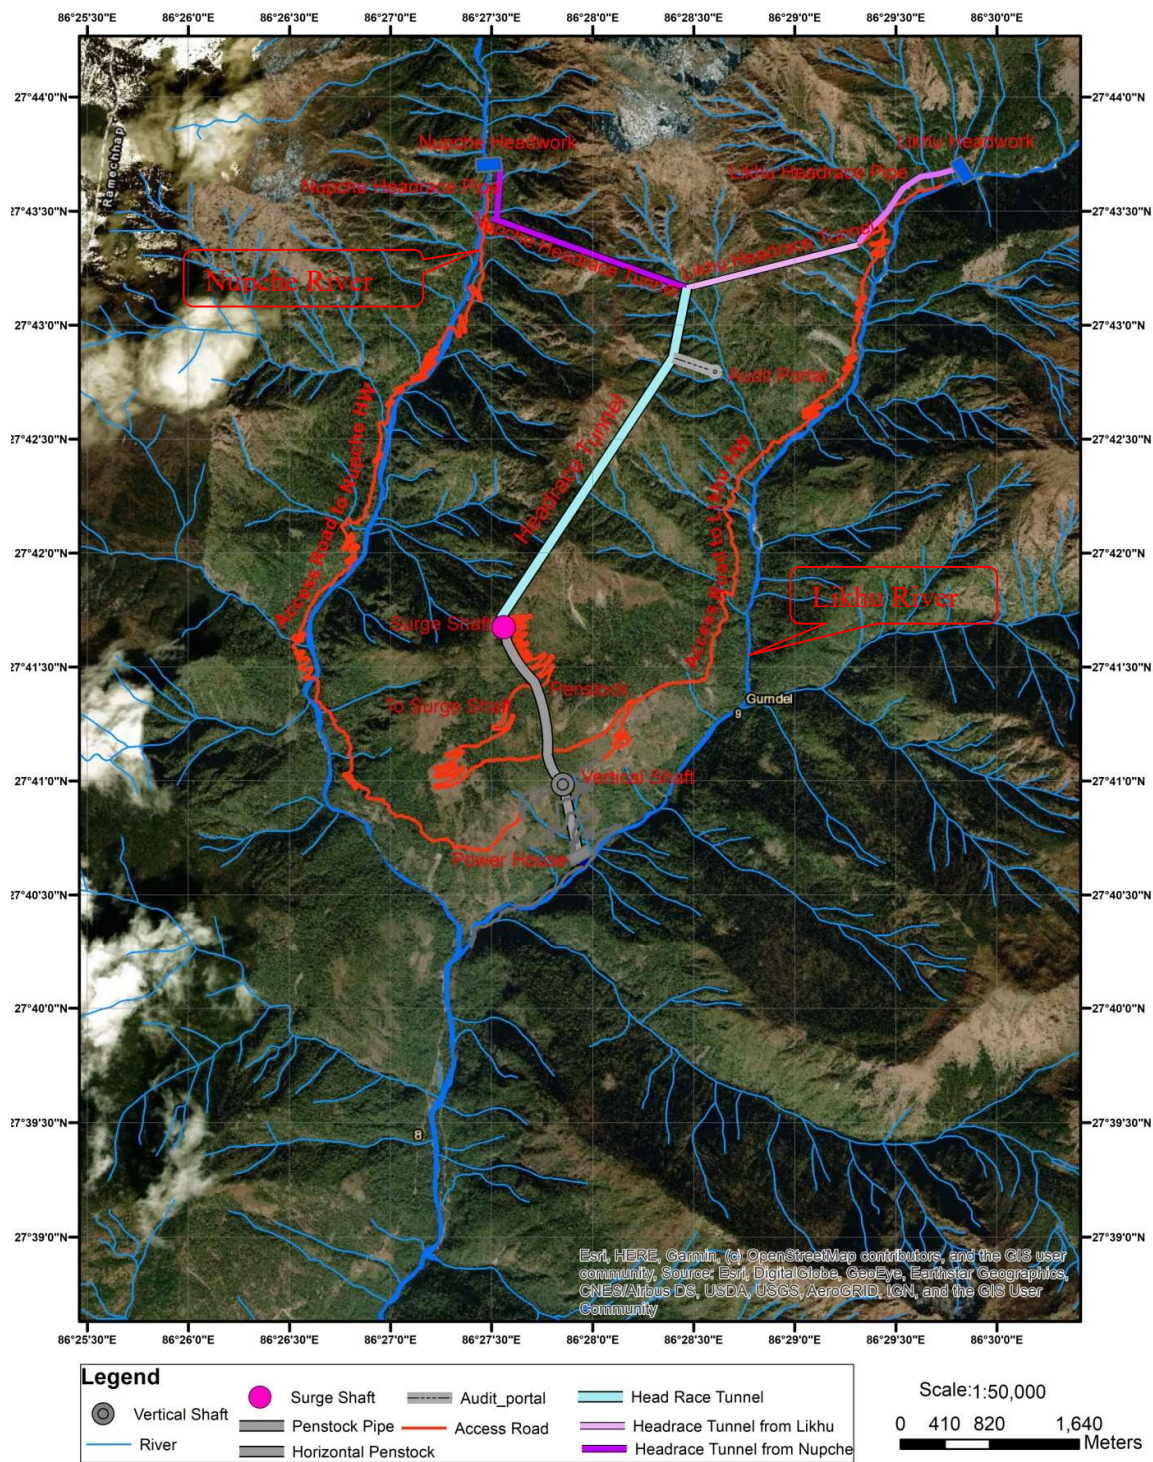 86°25'30"E 86°26'0"E 86°26'30"E 86°27'0"E 86°27'30"E 86°28'0"E 86°28'30"E 86°29'0"E 86°29'30"E 86°30'0"E
27°44'0"N 27°44'0"N
Nupche Headwork
Likhu Headwork
Ramechhap
Likhu Headrace Pipe
Nupche Headrace Pipe
27°43'30"N 27°43'30"N
Nupche Headrace Tunnel
Likhu Headrace Tunnel
Nupche River
27°43'0"N 27°43'0"N
Audit Portal
Access Road to Nupche HW
Headrace Tunnel
27°42'30"N 27°42'30"N
Access Road to Likhu HW
27°42'0"N 27°42'0"N
Likhu River
Surge Shaft
27°41'30"N 27°41'30"N
Penstock
Gumdel
To Surge Shaft
9
27°41'0"N 27°41'0"N
Vertical Shaft
Power House
27°40'30"N 27°40'30"N
27°40'0"N 27°40'0"N
27°39'30"N 27°39'30"N
8
27°39'0"N 27°39'0"N
Esri, HERE, Garmin, (c) OpenStreetMap contributors, and the GIS user
community, Source: Esri, DigitalGlobe, GeoEye, Earthstar Geographics,
CNES/Airbus DS, USDA, USGS, AeroGRID, IGN, and the GIS User
Community
86°25'30"E 86°26'0"E 86°26'30"E 86°27'0"E 86°27'30"E 86°28'0"E 86°28'30"E 86°29'0"E 86°29'30"E 86°30'0"E
Legend
Vertical Shaft
River
Surge Shaft
Penstock Pipe
Horizontal Penstock
Audit_portal
Access Road
Head Race Tunnel
Headrace Tunnel from Likhu
Headrace Tunnel from Nupche
Scale:1:50,000
0 410 820 1,640
Meters